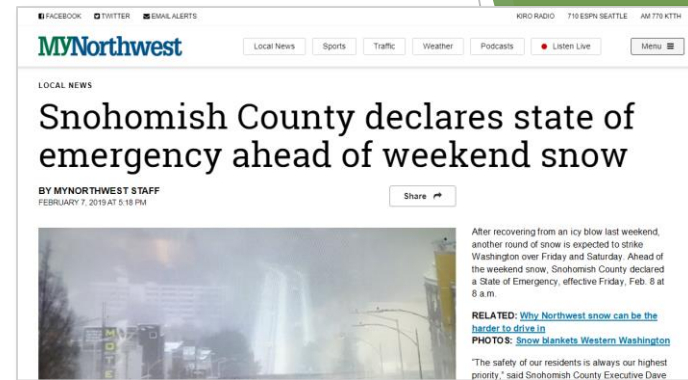 FACEBOOK TWITTER EMAIL ALERTS KIRO RADIO 710 ESPN SEATTLE AM 770 KTTH
MYNorthwest Local News Sports Traffic Weather Podcasts Listen Live Menu
LOCAL NEWS
Snohomish County declares state of
emergency ahead of weekend snow
BY MYNORTHWEST STAFF
FEBRUARY 7, 2019 AT 5:18 PM
Share
After recovering from an icy blow last weekend,
another round of snow is expected to strike
Washington over Friday and Saturday. Ahead of
the weekend snow, Snohomish County declared
a State of Emergency, effective Friday, Feb. 8 at
8 a.m.
RELATED: Why Northwest snow can be the
harder to drive in
PHOTOS: Snow blankets Western Washington
"The safety of our residents is always our highest
priority," said Snohomish County Executive Dave
MOTE